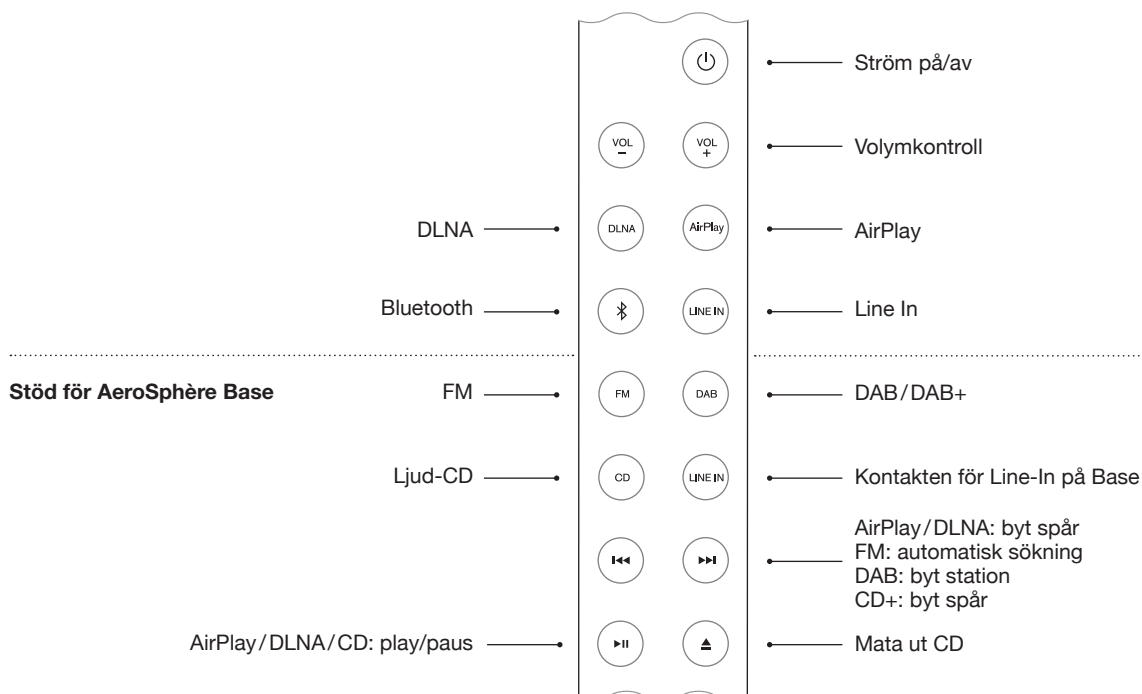 Ström på/av
VOL VOL
− +
Volymkontroll
DLNA
DLNA AirPlay
AirPlay
Bluetooth
LINE IN
Line In
Stöd för AeroSphère Base
FM
FM DAB
DAB/DAB+
Ljud-CD
CD LINE IN
Kontakten för Line-In på Base
AirPlay/DLNA: byt spår
FM: automatisk sökning
DAB: byt station
CD+: byt spår
AirPlay/DLNA/CD: play/paus
Mata ut CD